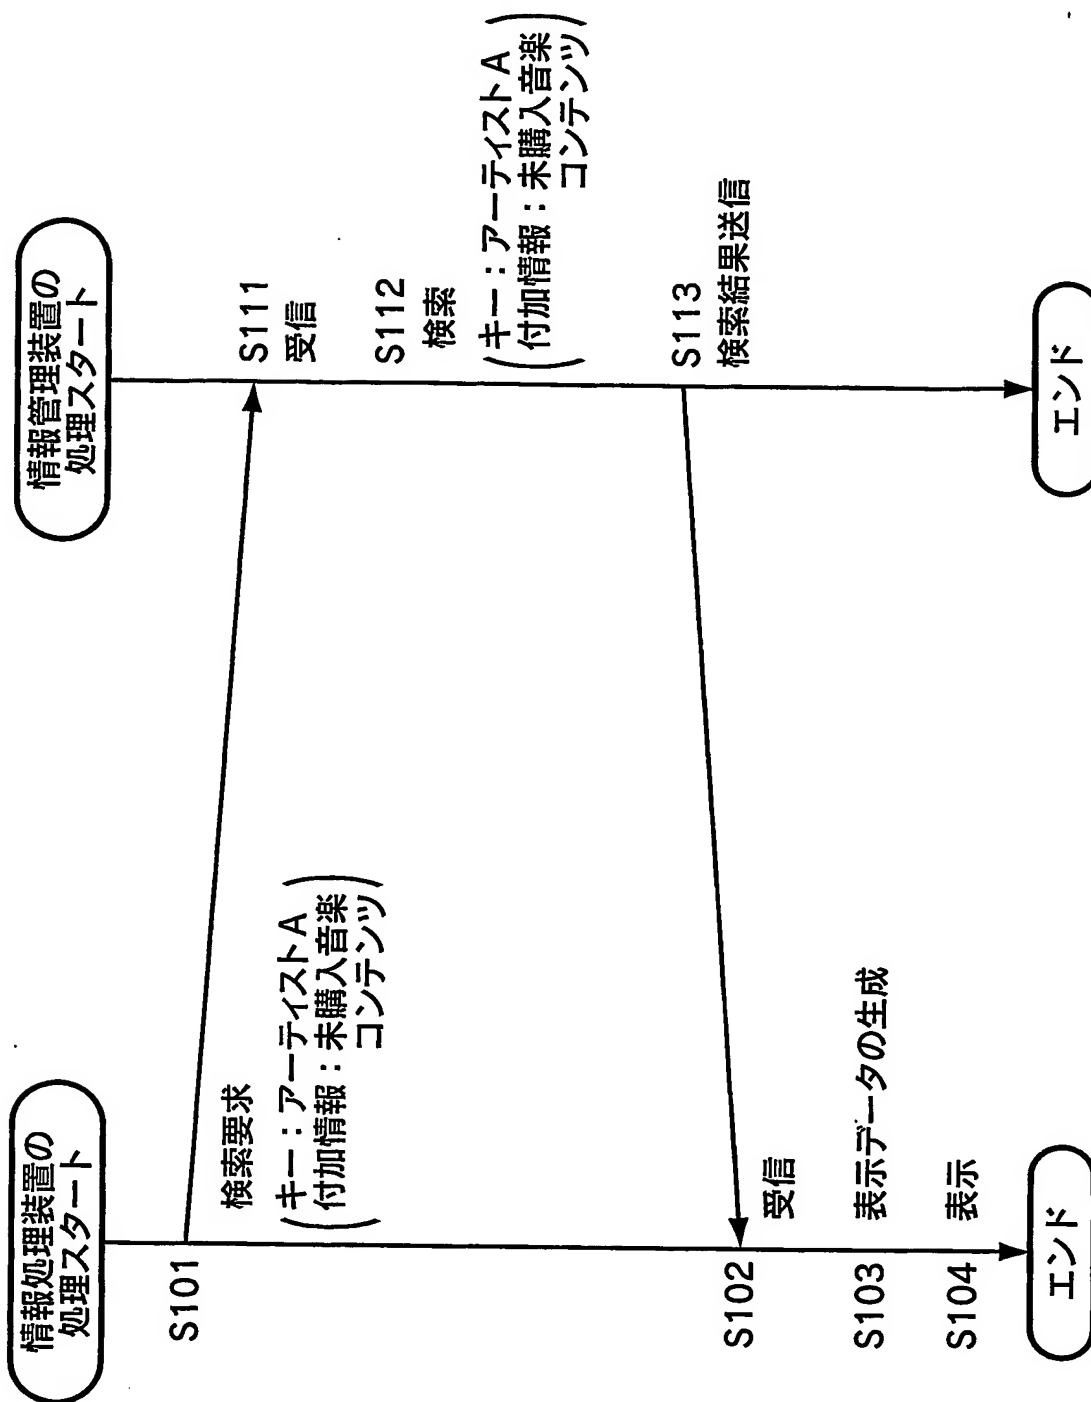 情報処理装置の
処理スタート
S101
検索要求
(キー：アーティストA
付加情報：未購入音楽
コンテンツ)
S102
受信
S103
表示データの生成
S104
表示
エンド
情報管理装置の
処理スタート
S111
受信
S112
検索
(キー：アーティストA
付加情報：未購入音楽
コンテンツ)
S113
検索結果送信
エンド